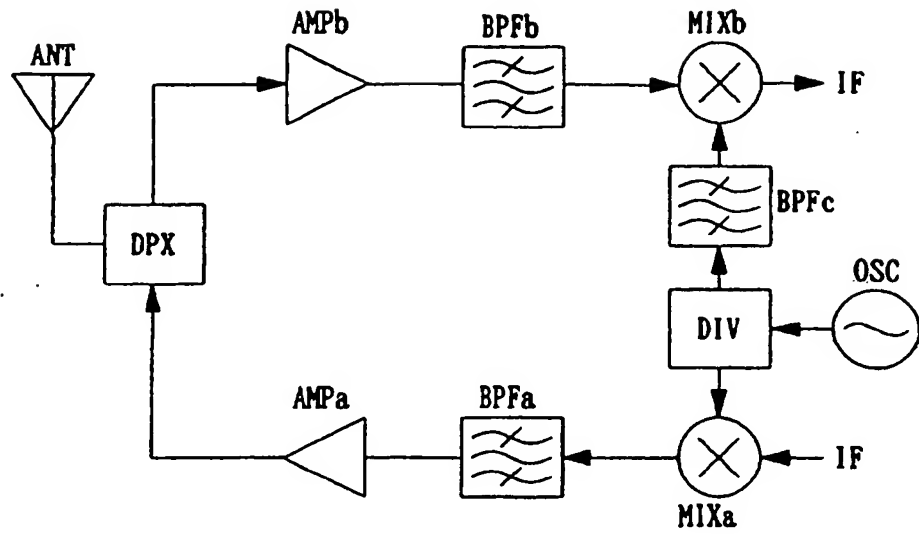 AMPb
BPFb
MIXb
ANT
IF
BPFc
DPX
OSC
DIV
AMPa
BPFa
IF
MIXa